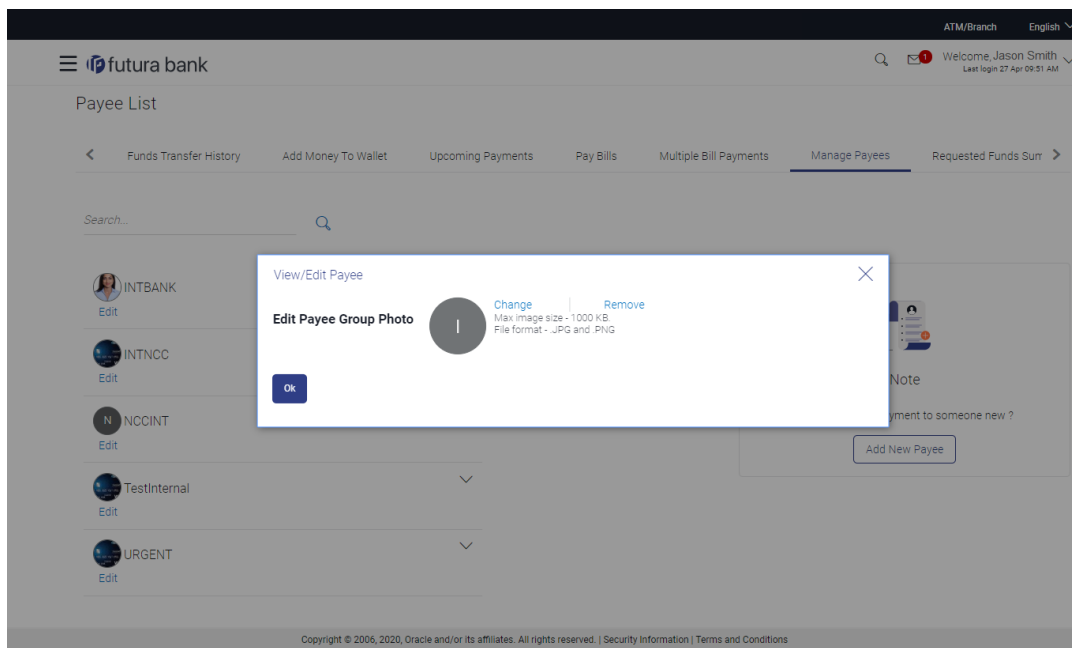 ATM/Branch English
futura bank
1
Welcome, Jason Smith
Last login 27 Apr 09:51 AM
Payee List
Funds Transfer History Add Money To Wallet Upcoming Payments Pay Bills Multiple Bill Payments Manage Payees Requested Funds Sum
Search...
View/Edit Payee
Edit Payee Group Photo
I
Change Remove
Max image size - 1000 KB.
File format - .JPG and .PNG
Ok
INTBANK
Edit
INTNCC
Edit
N NCCINT
Edit
TestInternal
Edit
URGENT
Edit
Note
yment to someone new ?
Add New Payee
Copyright © 2006, 2020, Oracle and/or its affiliates. All rights reserved. | Security Information | Terms and Conditions